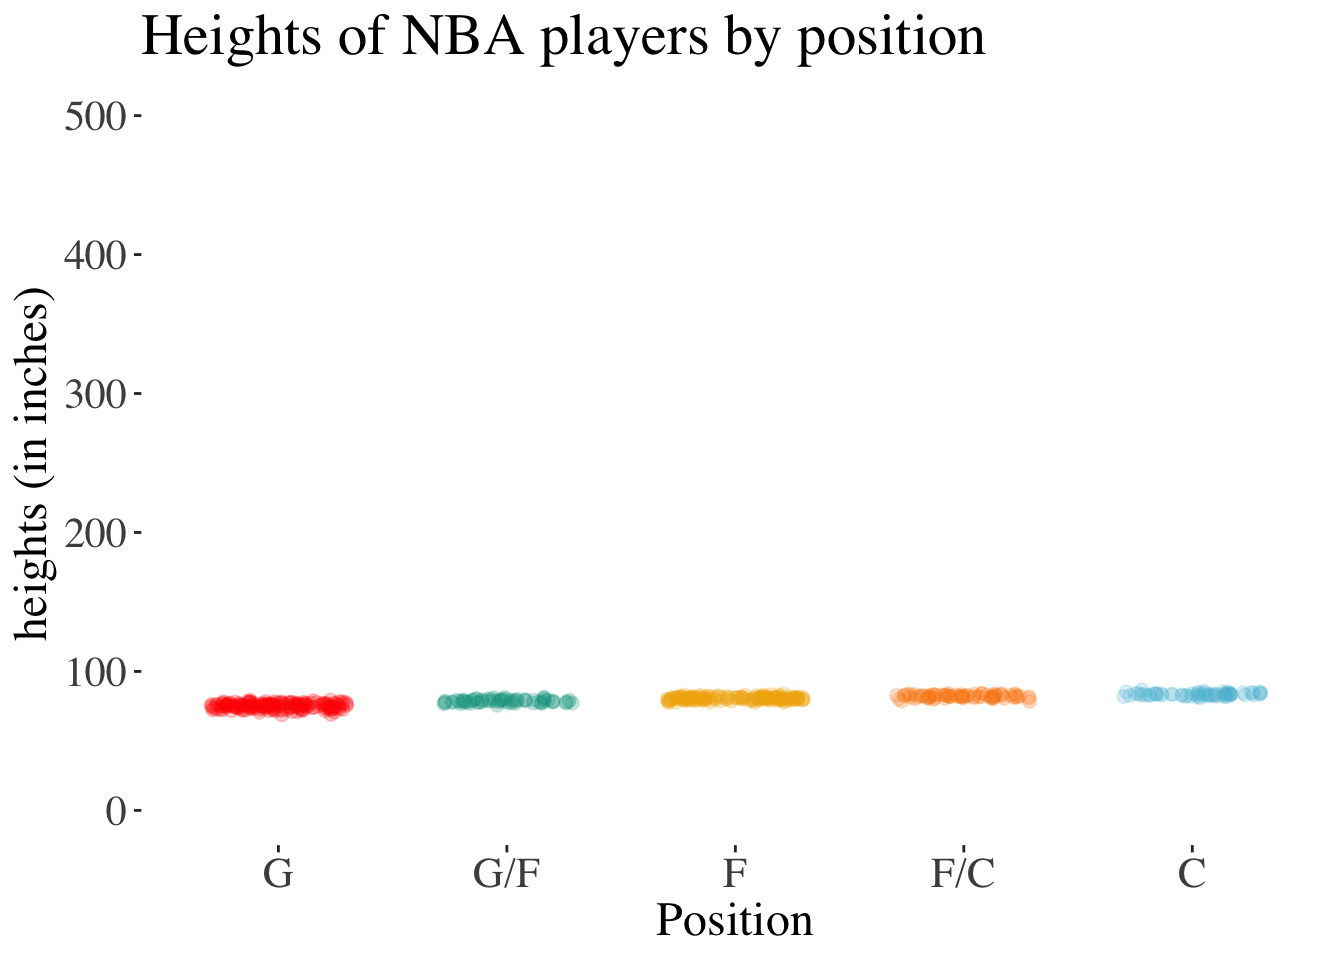 Heights of NBA players by position
500
400
300
200
100
0
heights (in inches)
G
G/F
F
F/C
C
Position